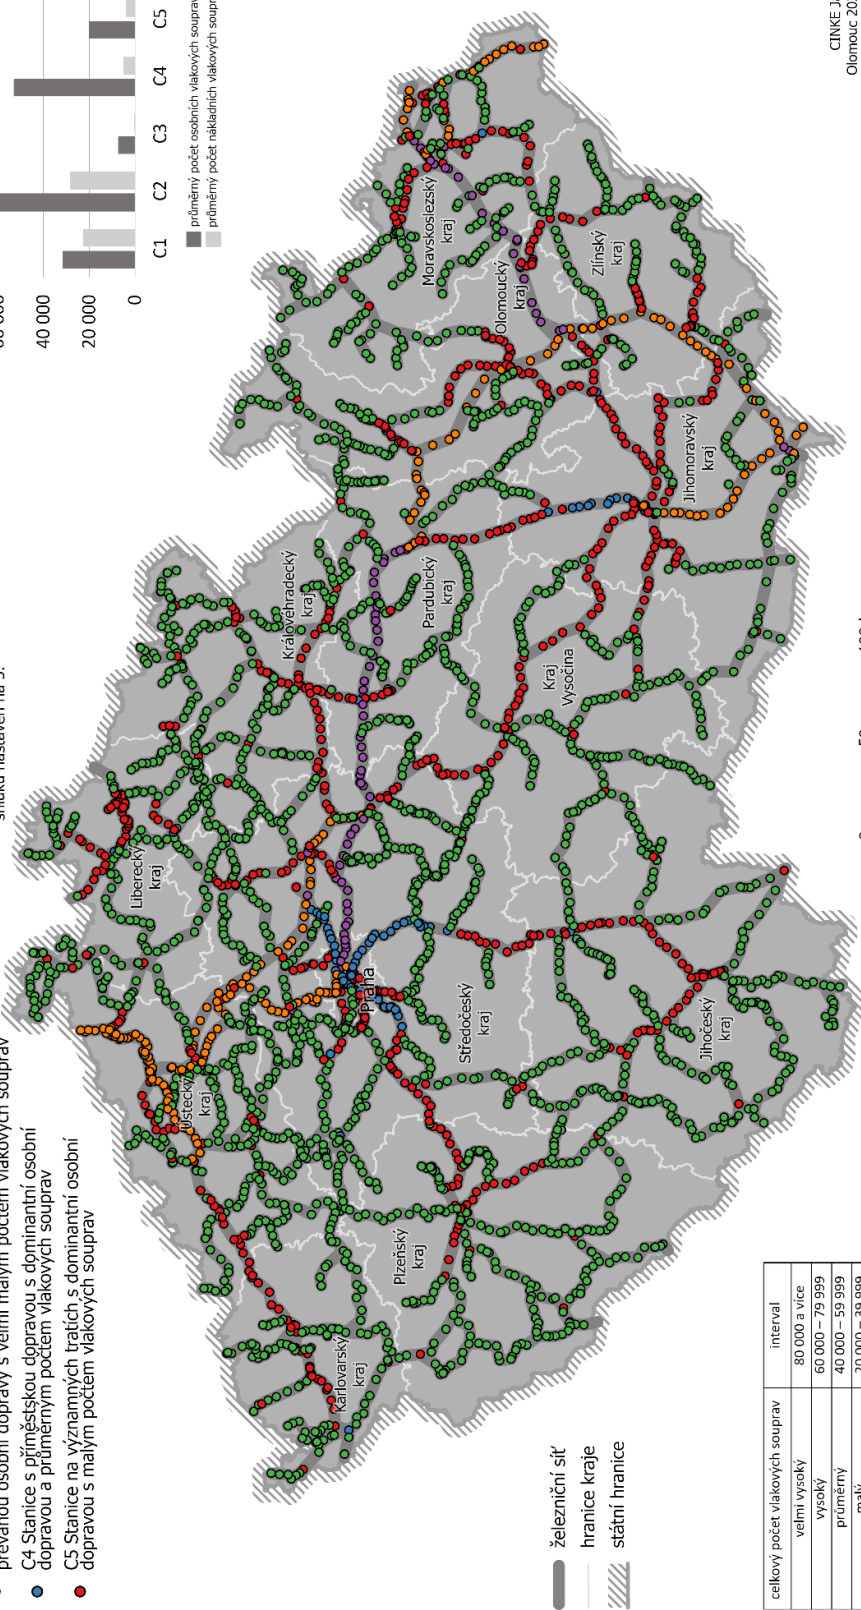 převahou osobní dopravy s velmi malým počtem vlakových souprav
C4 Stanice s příměstskou dopravou s dominantní osobní
dopravou a průměrným počtem vlakových souprav
C5 Stanice na významných tratích s dominantní osobní
dopravou s malým počtem vlakových souprav
40 000
20 000
0
C1
C2
C3
C4
C5
průměrný počet osobních vlakových souprav
průměrný počet nákladních vlakových soupr
Liberecký
kraj
Ústecký
kraj
Karlovarský
kraj
Plzeňský
kraj
Praha
Středočeský
kraj
Jihočeský
kraj
Královéhradecký
kraj
Pardubický
kraj
Kraj
Vysočina
Jihomoravský
kraj
Olomoucký
kraj
Moravskoslezský
kraj
Zlínský
kraj
železniční síť
hranice kraje
státní hranice
celkový počet vlakových souprav
interval
velmi vysoký
80 000 a více
vysoký
60 000 – 79 999
průměrný
40 000 – 59 999
malý
CINKE Ja
Olomouc 20